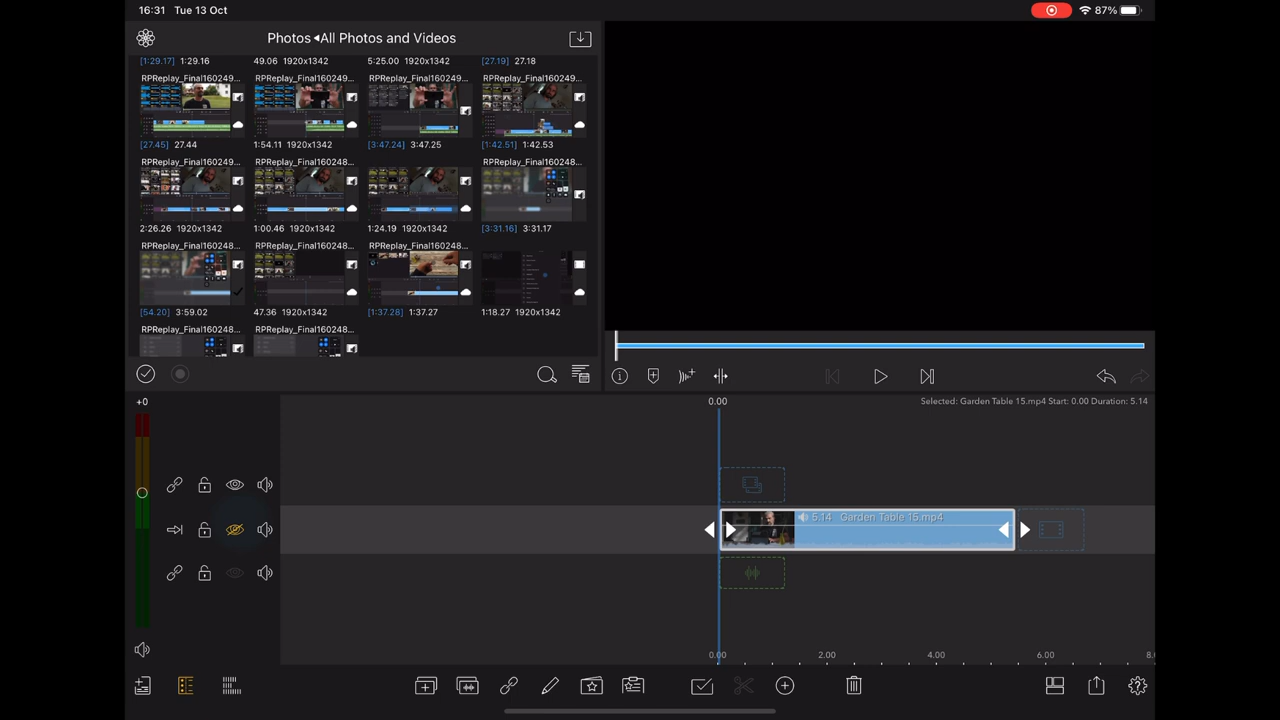 16:31 Tue 13 Oct
87%
Photos ◂All Photos and Videos
[1:29.17] 1:29.16
49.06 1920x1342
5:25.00 1920x1342
[27.19] 27.18
RPReplay_Final160249...
RPReplay_Final160249...
RPReplay_Final160249...
RPReplay_Final160249...
[27.45] 27.44
1:54.11 1920x1342
[3:47.24] 3:47.25
[1:42.51] 1:42.53
RPReplay_Final160249...
RPReplay_Final160248...
RPReplay_Final160248...
RPReplay_Final160248...
2:26.26 1920x1342
1:00.46 1920x1342
1:24.19 1920x1342
[3:31.16] 3:31.17
RPReplay_Final160248...
RPReplay_Final160248...
RPReplay_Final160248...
RPReplay_Final160248...
[54.20] 3:59.02
47.36 1920x1342
[1:37.28] 1:37.27
1:18.27 1920x1342
RPReplay_Final160248...
RPReplay_Final160248...
+0
0.00
Selected: Garden Table 15.mp4 Start: 0.00 Duration: 5.14
5.14 Garden Table 15.mp4
0.00
2.00
4.00
6.00
8.